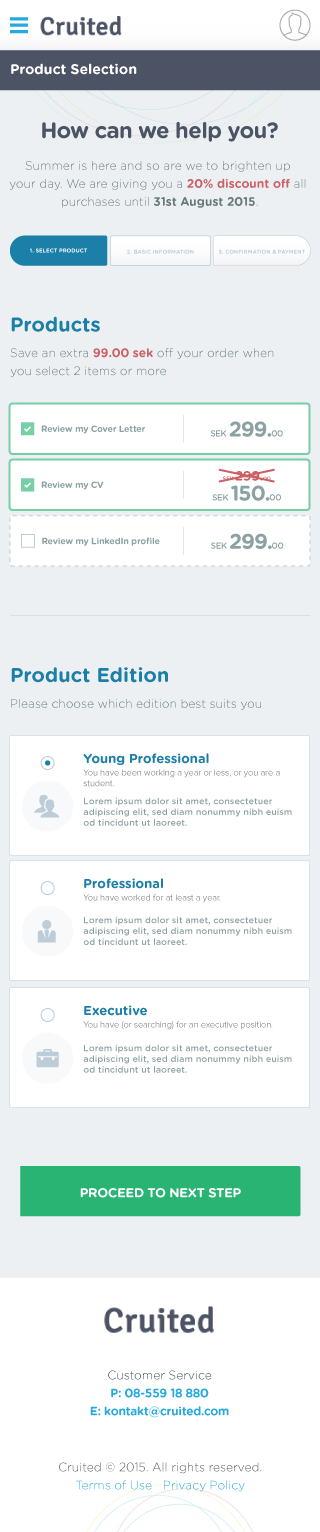 Cruited
Product Selection
How can we help you?
Summer is here and so are we to brighten up
your day. We are giving you a 20% discount off all
purchases until 31st August 2015.
1. SELECT PRODUCT
2. BASIC INFORMATION
3. CONFIRMATION & PAYMENT
Products
Save an extra 99.00 sek off your order when
you select 2 items or more
Review my Cover Letter
SEK 299.00
Review my CV
SEK 299.00
SEK 150.00
Review my LinkedIn profile
SEK 299.00
Product Edition
Please choose which edition best suits you
Young Professional
You have been working a year or less, or you are a
student.
Lorem ipsum dolor sit amet, consectetuer
adipiscing elit, sed diam nonummy nibh euism
od tincidunt ut laoreet.
Professional
You have worked for at least a year.
Lorem ipsum dolor sit amet, consectetuer
adipiscing elit, sed diam nonummy nibh euism
od tincidunt ut laoreet.
Executive
You have (or searching) for an executive position.
Lorem ipsum dolor sit amet, consectetuer
adipiscing elit, sed diam nonummy nibh euism
od tincidunt ut laoreet.
PROCEED TO NEXT STEP
Cruited
Customer Service
P: 08-559 18 880
E: kontakt@cruited.com
Cruited © 2015. All rights reserved.
Terms of Use Privacy Policy